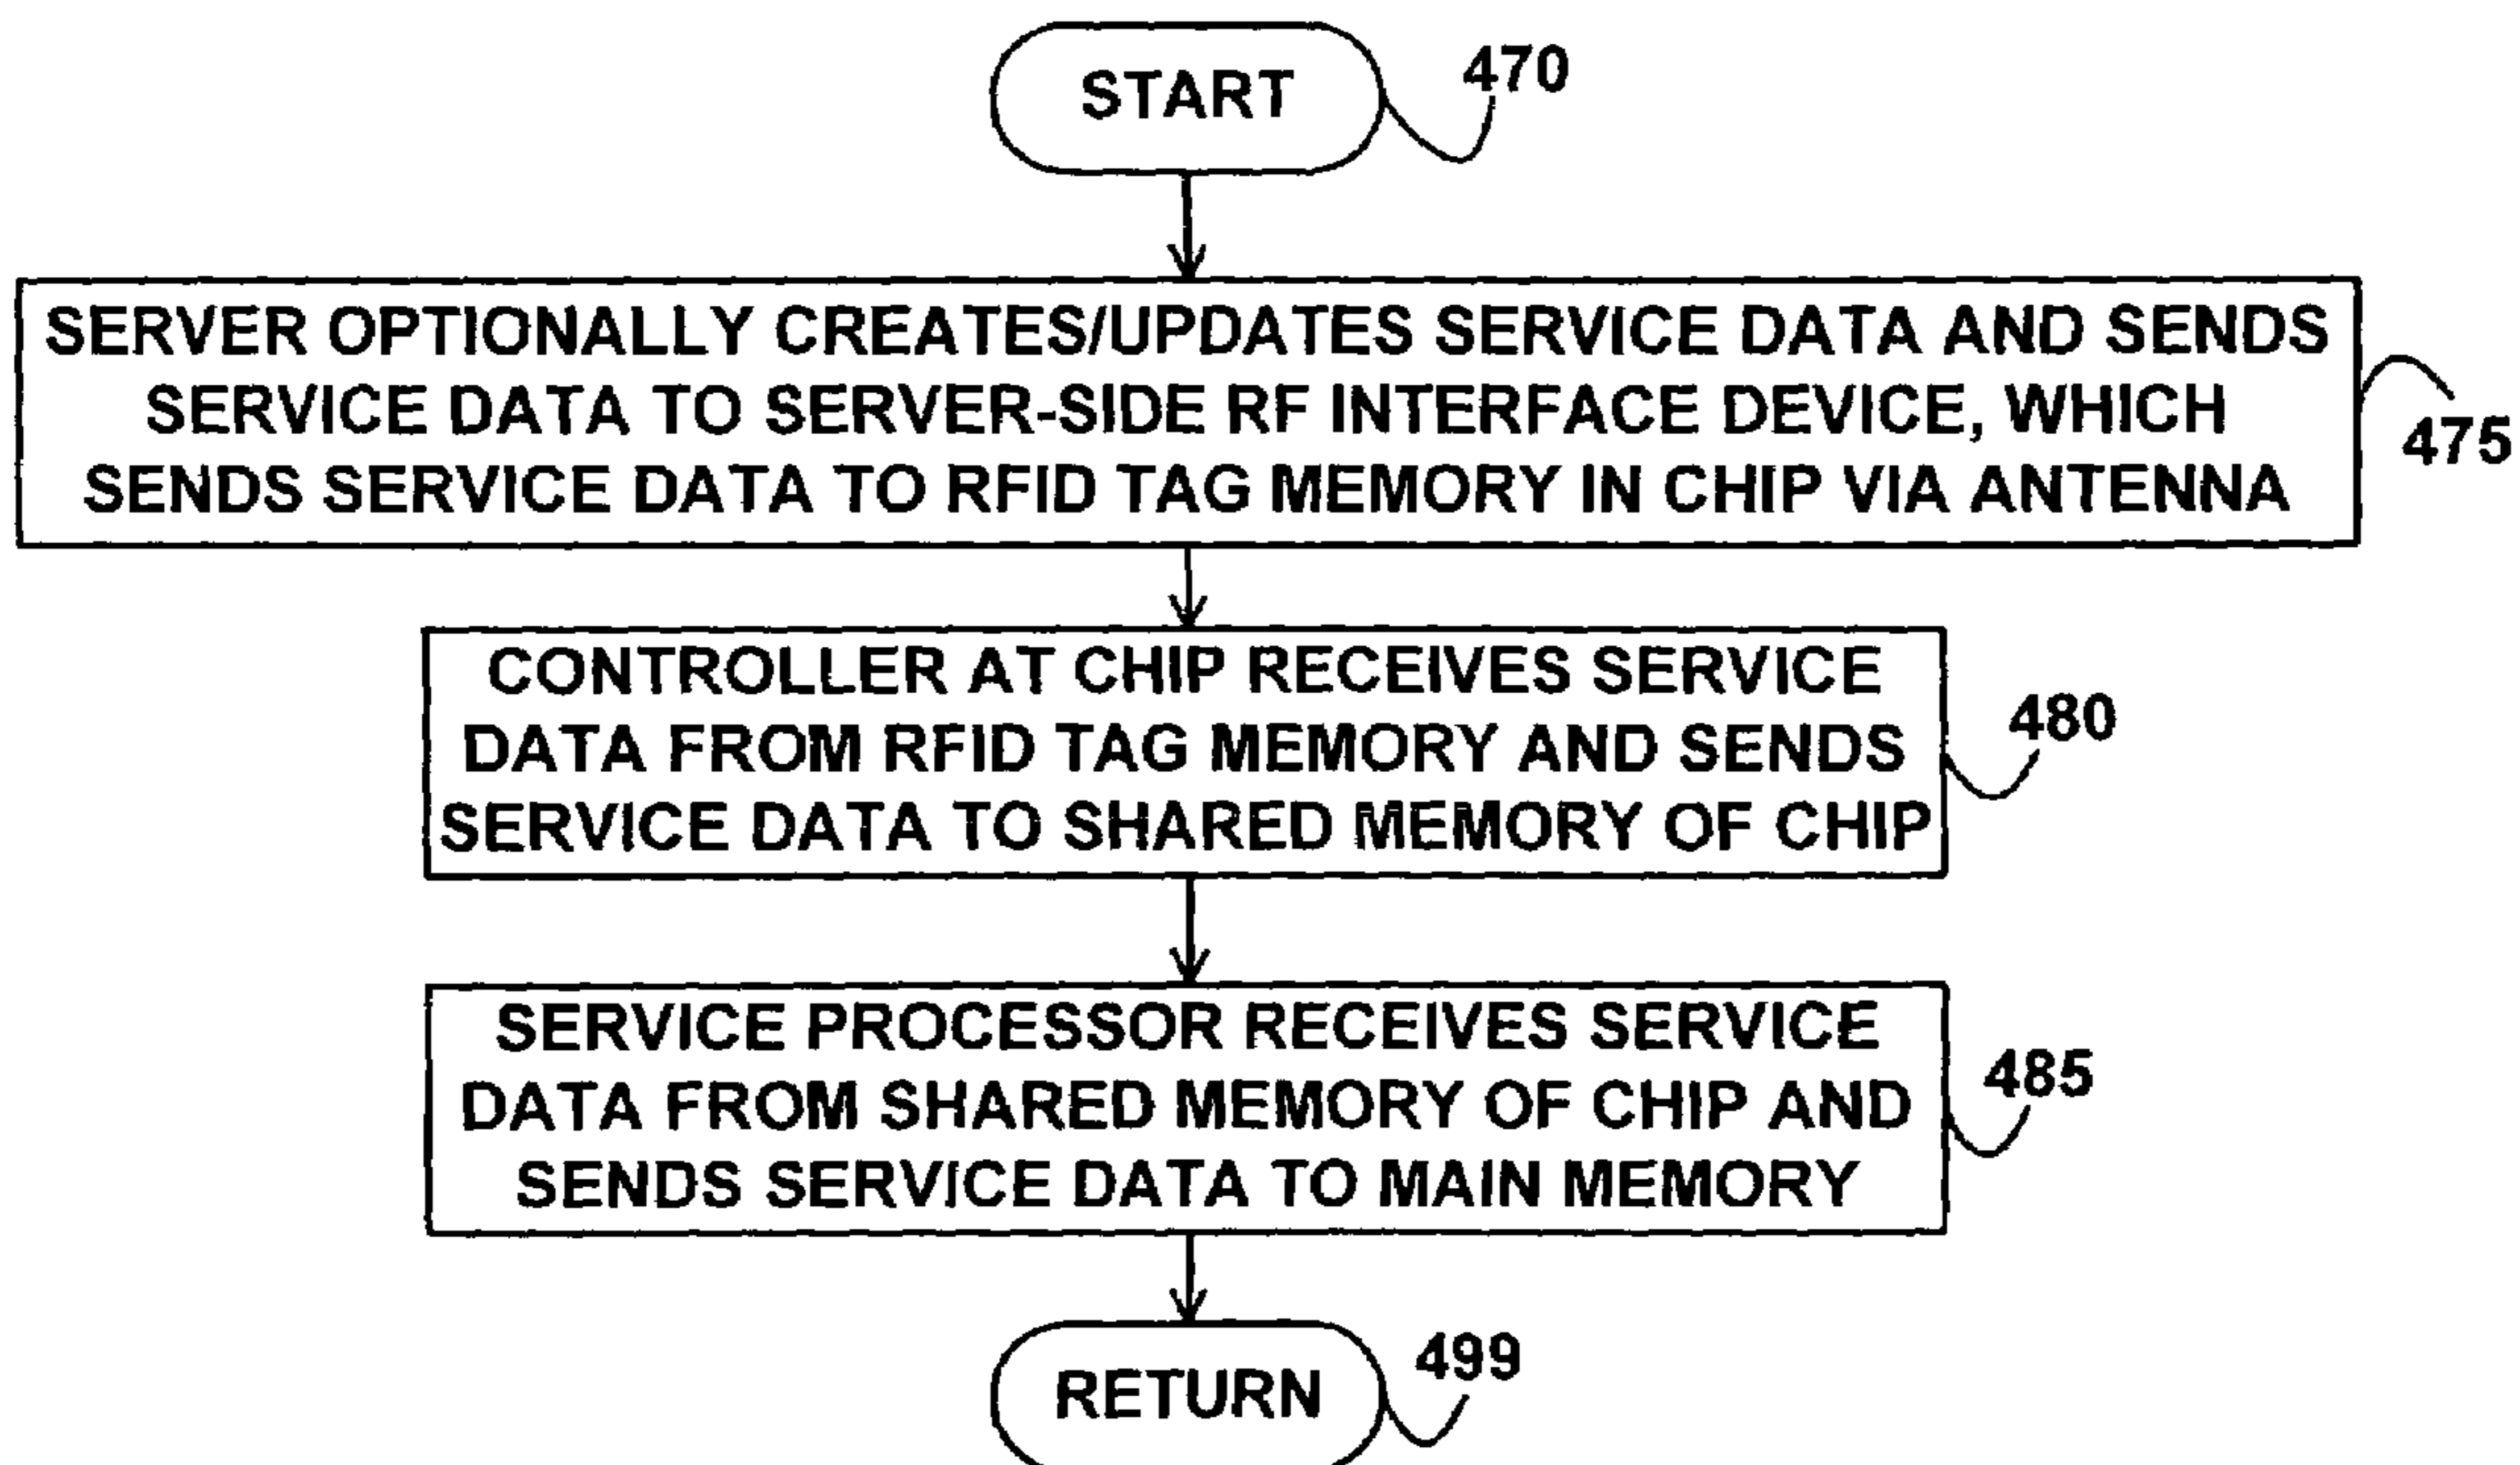 START
470
SERVER OPTIONALLY CREATES/UPDATES SERVICE DATA AND SENDS
SERVICE DATA TO SERVER-SIDE RF INTERFACE DEVICE, WHICH
SENDS SERVICE DATA TO RFID TAG MEMORY IN CHIP VIA ANTENNA
475
CONTROLLER AT CHIP RECEIVES SERVICE
DATA FROM RFID TAG MEMORY AND SENDS
SERVICE DATA TO SHARED MEMORY OF CHIP
480
SERVICE PROCESSOR RECEIVES SERVICE
DATA FROM SHARED MEMORY OF CHIP AND
SENDS SERVICE DATA TO MAIN MEMORY
485
RETURN
499